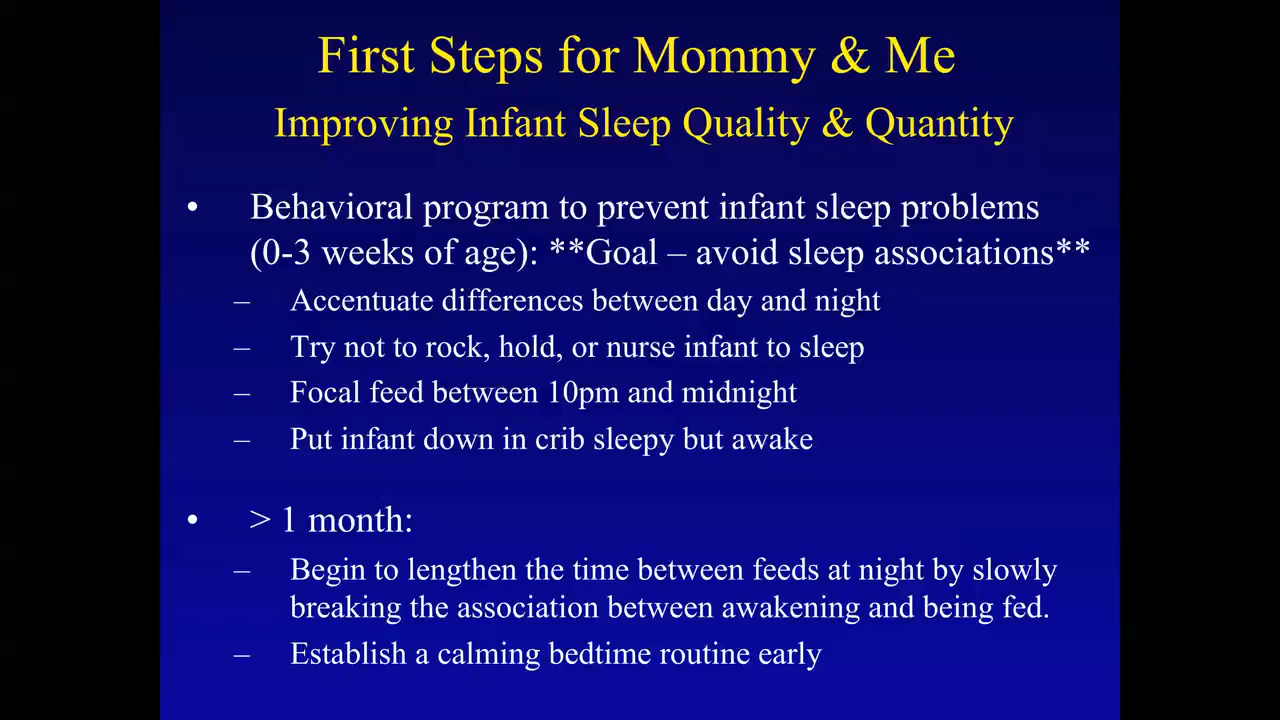 First Steps for Mommy & Me
Improving Infant Sleep Quality & Quantity
• Behavioral program to prevent infant sleep problems
(0-3 weeks of age): **Goal – avoid sleep associations**
– Accentuate differences between day and night
– Try not to rock, hold, or nurse infant to sleep
– Focal feed between 10pm and midnight
– Put infant down in crib sleepy but awake
• > 1 month:
– Begin to lengthen the time between feeds at night by slowly
breaking the association between awakening and being fed.
– Establish a calming bedtime routine early